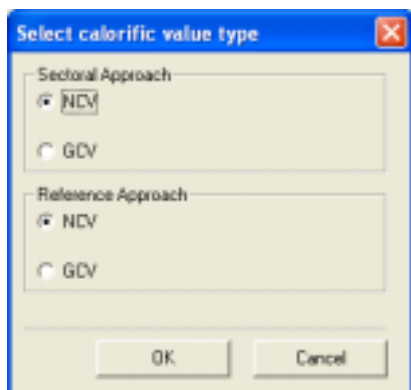 Select calorific value type
Sectoral Approach
NCV
GCV
Reference Approach
NCV
GCV
OK
Cancel